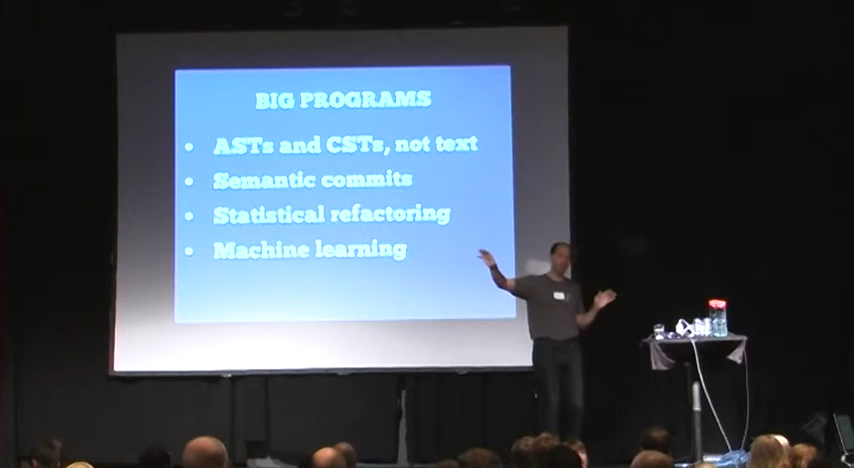 BIG PROGRAMS
• ASTs and CSTs, not text
• Semantic commits
• Statistical refactoring
• Machine learning